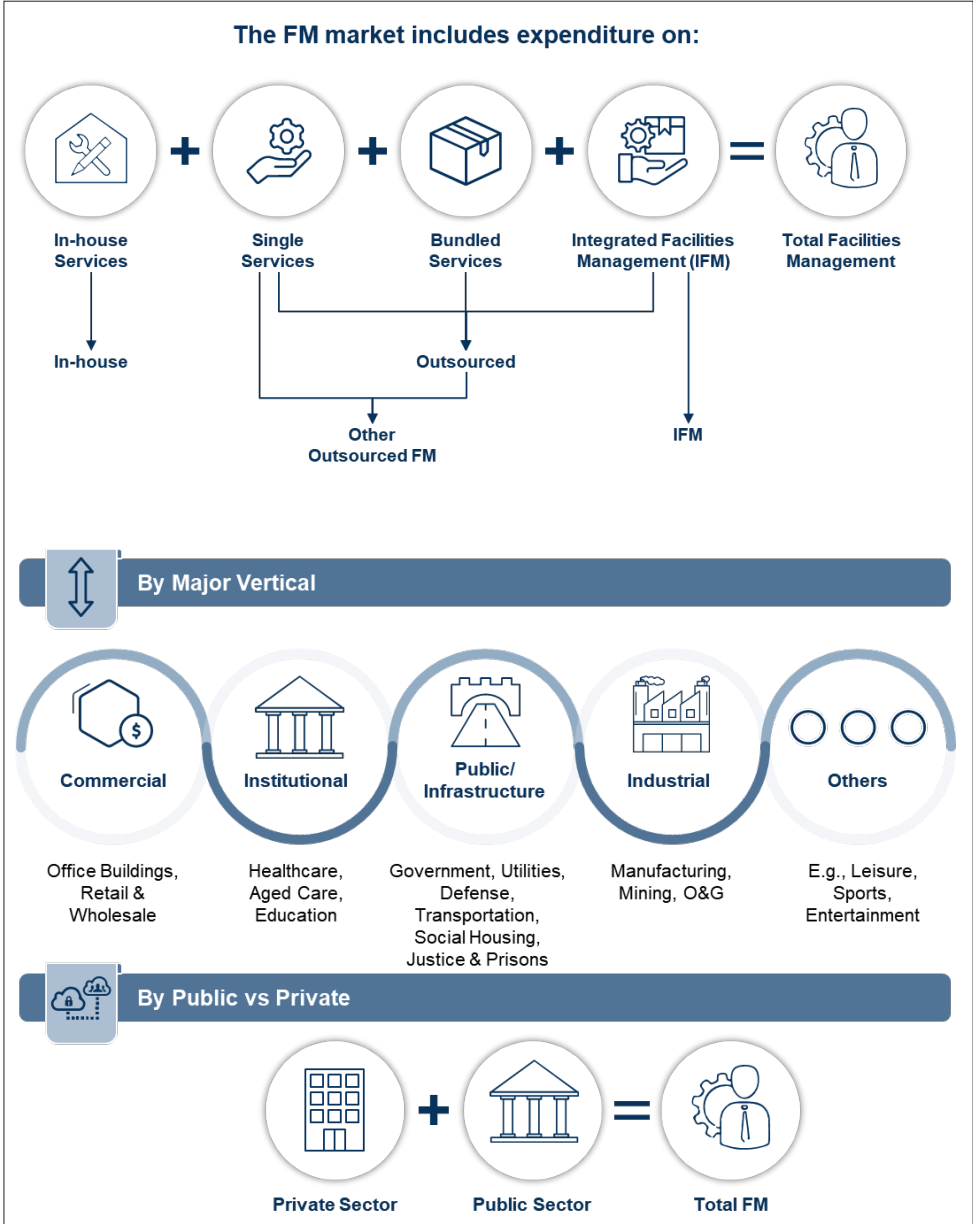 The FM market includes expenditure on:
In-house
Services
Single
Services
Bundled
Services
Integrated Facilities
Management (IFM)
Total Facilities
Management
In-house
Outsourced
Other
Outsourced FM
IFM
By Major Vertical
$
Commercial
Institutional
Public/
Infrastructure
Industrial
Others
Office Buildings,
Retail &
Wholesale
Healthcare,
Aged Care,
Education
Government, Utilities,
Defense,
Transportation,
Social Housing,
Justice & Prisons
Manufacturing,
Mining, O&G
E.g., Leisure,
Sports,
Entertainment
By Public vs Private
Private Sector
Public Sector
Total FM